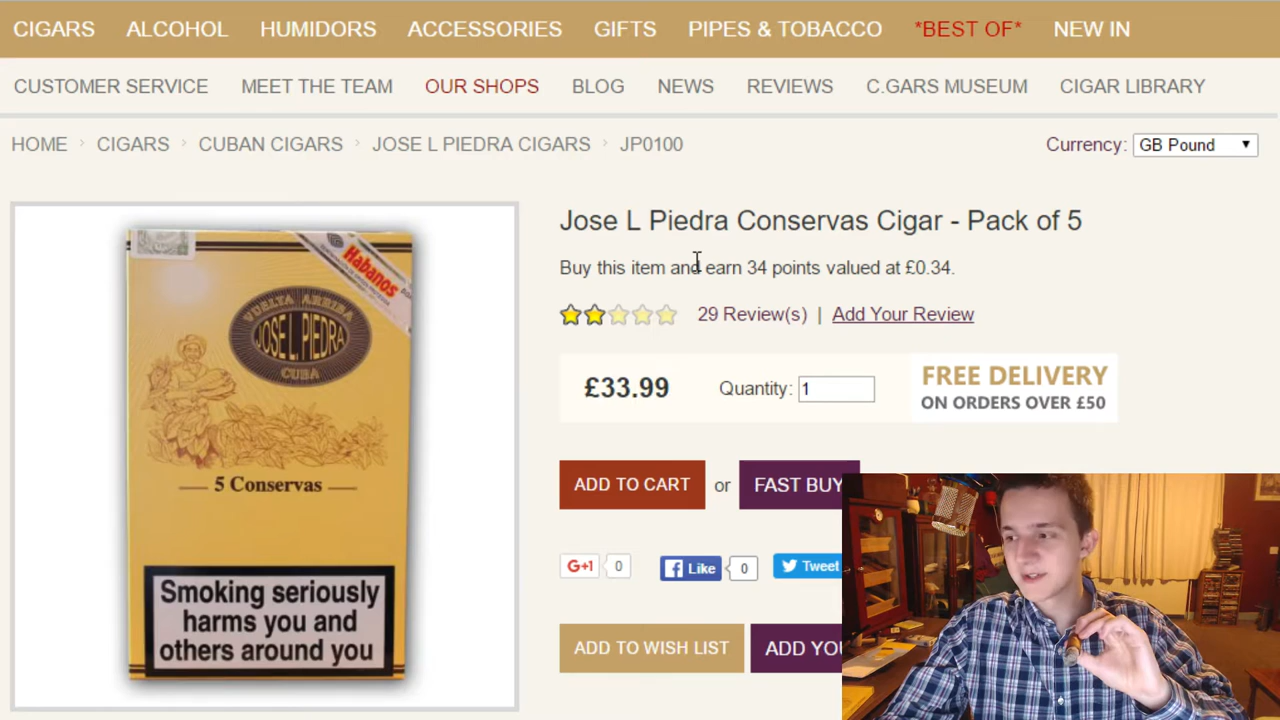 CIGARS ALCOHOL HUMIDORS ACCESSORIES GIFTS PIPES & TOBACCO *BEST OF* NEW IN
CUSTOMER SERVICE MEET THE TEAM OUR SHOPS BLOG NEWS REVIEWS C.GARS MUSEUM CIGAR LIBRARY
HOME › CIGARS › CUBAN CIGARS › JOSE L PIEDRA CIGARS › JP0100
Currency: GB Pound
Jose L Piedra Conservas Cigar - Pack of 5
Buy this item and earn 34 points valued at £0.34.
29 Review(s) | Add Your Review
£33.99 Quantity: 1
FREE DELIVERY
ON ORDERS OVER £50
ADD TO CART or FAST BUY
G+1 0 Like 0 Tweet
ADD TO WISH LIST ADD YO
Habanos
VUELTA ARRIBA
JOSE L. PIEDRA
CUBA
5 Conservas
Smoking seriously
harms you and
others around you